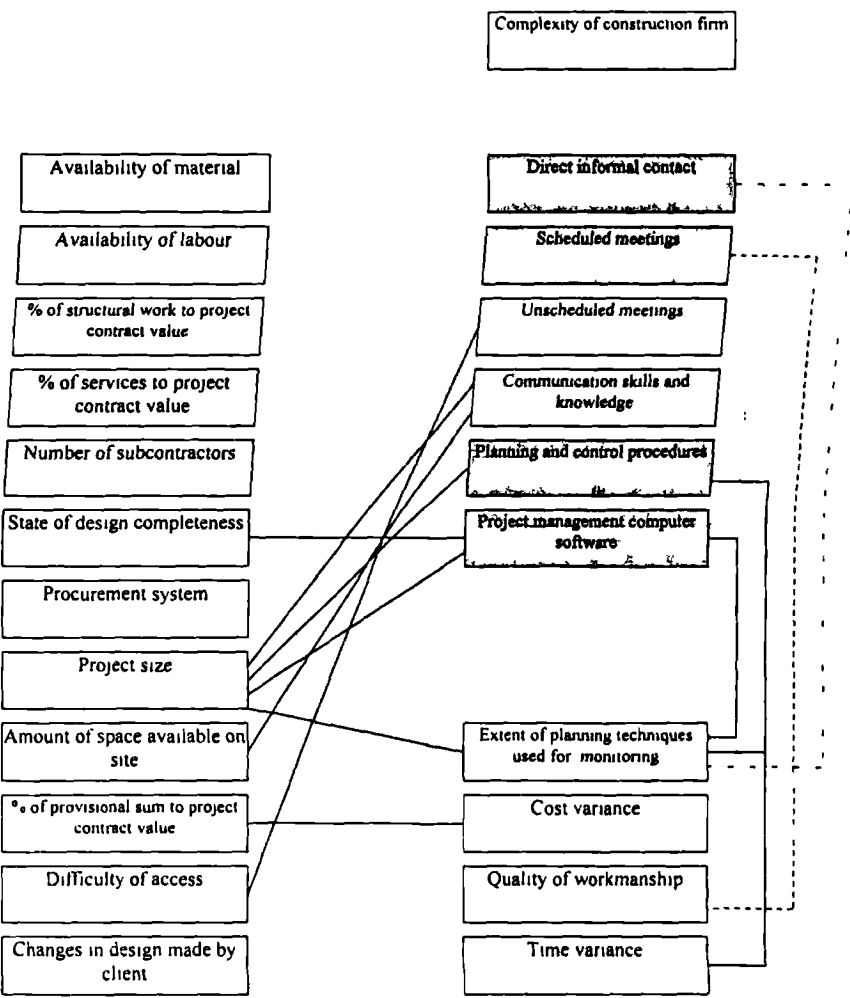 Complexity of construction firm
Availability of material
Availability of labour
% of structural work to project
contract value
% of services to project
contract value
Number of subcontractors
State of design completeness
Procurement system
Project size
Amount of space available on
site
% of provisional sum to project
contract value
Difficulty of access
Changes in design made by
client
Direct informal contact
Scheduled meetings
Unscheduled meetings
Communication skills and
knowledge
Planning and control procedures
Project management computer
software
Extent of planning techniques
used for monitoring
Cost variance
Quality of workmanship
Time variance